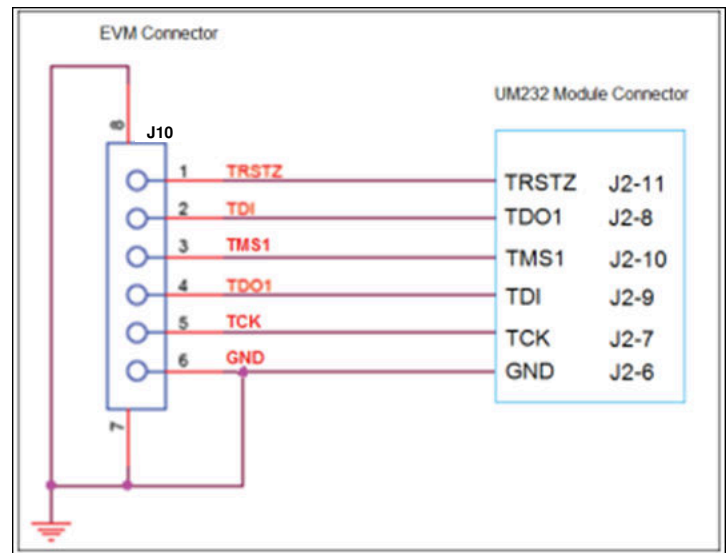 EVM Connector
UM232 Module Connector
8
J10
1 TRSTZ TRSTZ J2-11
2 TDI TDO1 J2-8
3 TMS1 TMS1 J2-10
4 TDO1 TDI J2-9
5 TCK TCK J2-7
6 GND GND J2-6
7